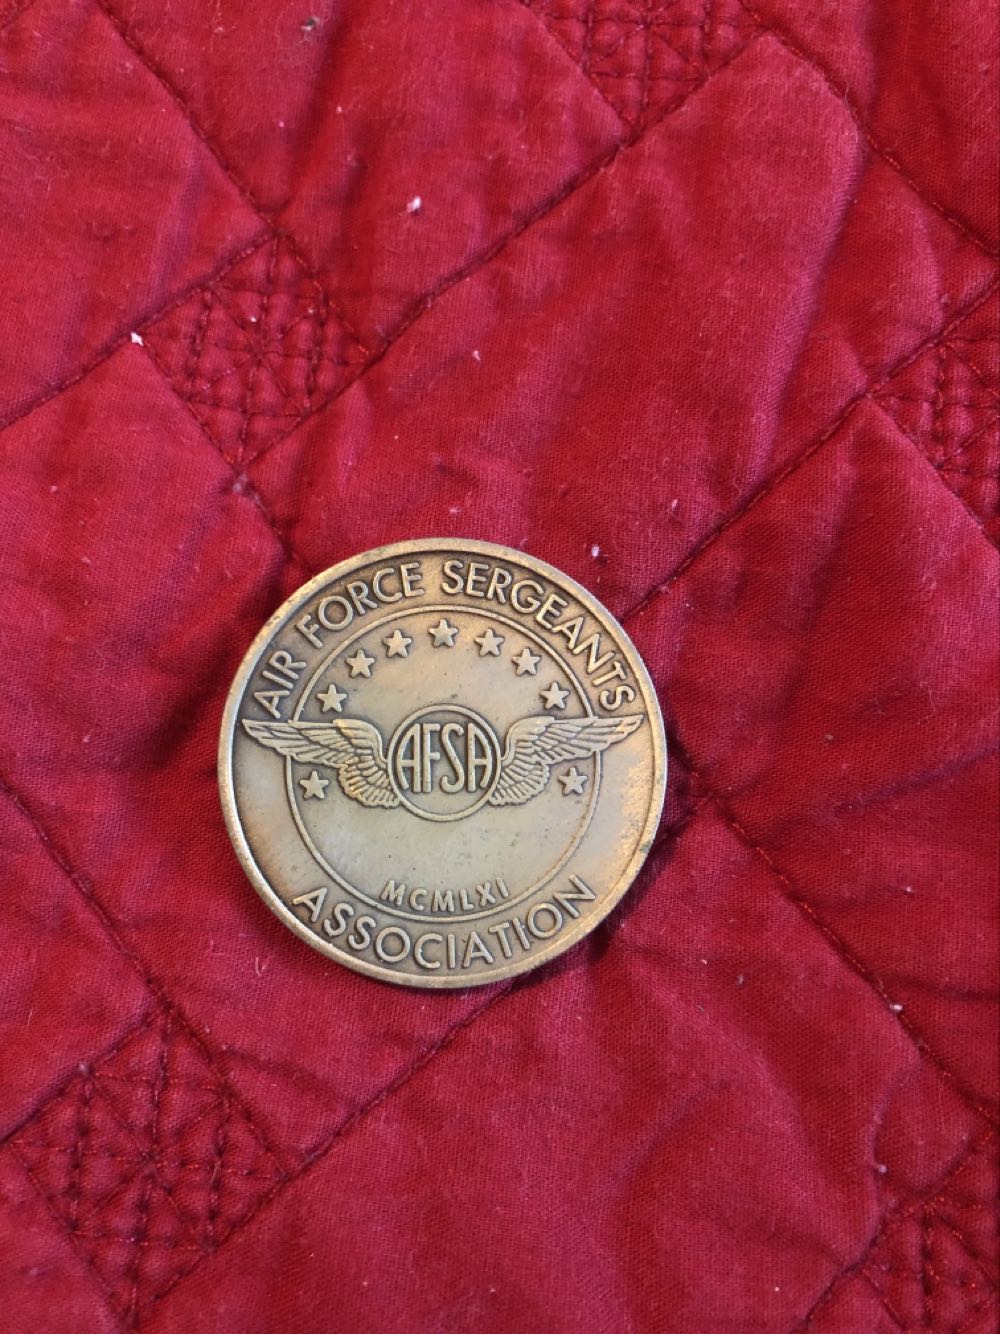 AIR FORCE SERGEANTS
AFSA
MCMLXI
ASSOCIATION